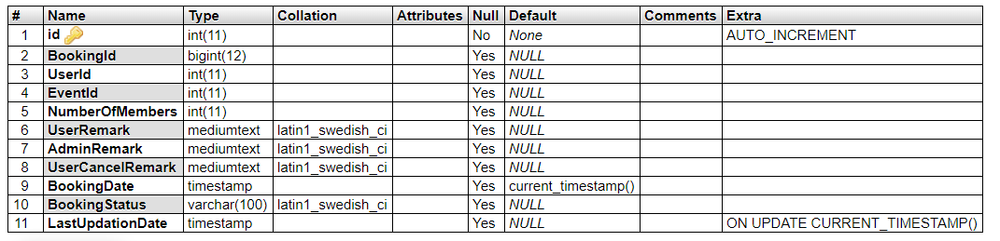 # Name Type Collation Attributes Null Default Comments Extra
1 id int(11) No None AUTO_INCREMENT
2 BookingId bigint(12) Yes NULL
3 UserId int(11) Yes NULL
4 EventId int(11) Yes NULL
5 NumberOfMembers int(11) Yes NULL
6 UserRemark mediumtext latin1_swedish_ci Yes NULL
7 AdminRemark mediumtext latin1_swedish_ci Yes NULL
8 UserCancelRemark mediumtext latin1_swedish_ci Yes NULL
9 BookingDate timestamp Yes current_timestamp()
10 BookingStatus varchar(100) latin1_swedish_ci Yes NULL
11 LastUpdationDate timestamp Yes NULL ON UPDATE CURRENT_TIMESTAMP()